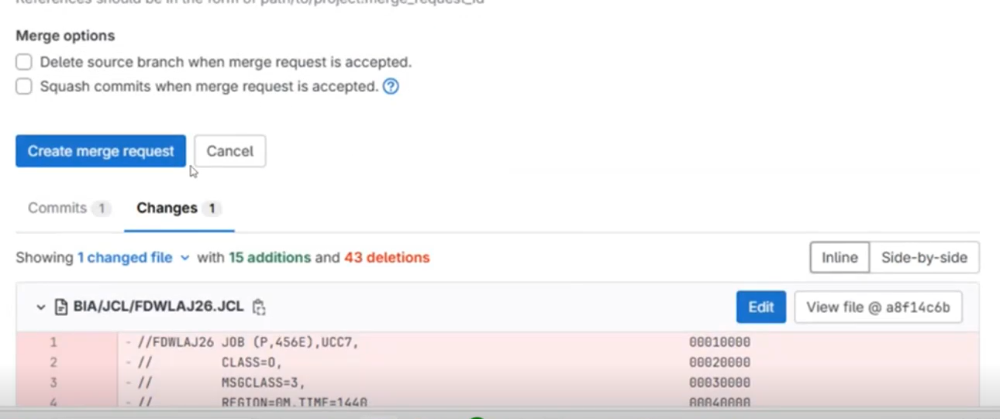 References should be in the form of path/to/project!merge_request_id
Merge options
Delete source branch when merge request is accepted.
Squash commits when merge request is accepted. ?
Create merge request Cancel
Commits 1 Changes 1
Showing 1 changed file with 15 additions and 43 deletions Inline Side-by-side
BIA/JCL/FDWLAJ26.JCL Edit View file @ a8f14c6b
1 - //FDWLAJ26 JOB (P,456E),UCC7, 00010000
2 - // CLASS=0, 00020000
3 - // MSGCLASS=3, 00030000
4 - // REGION=0M,TIME=1440 00040000